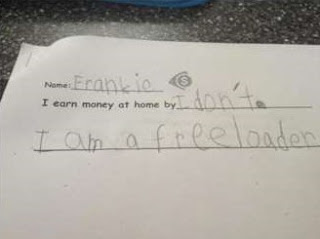 Name: Frankie
I earn money at home by I don't.
I am a freeloader